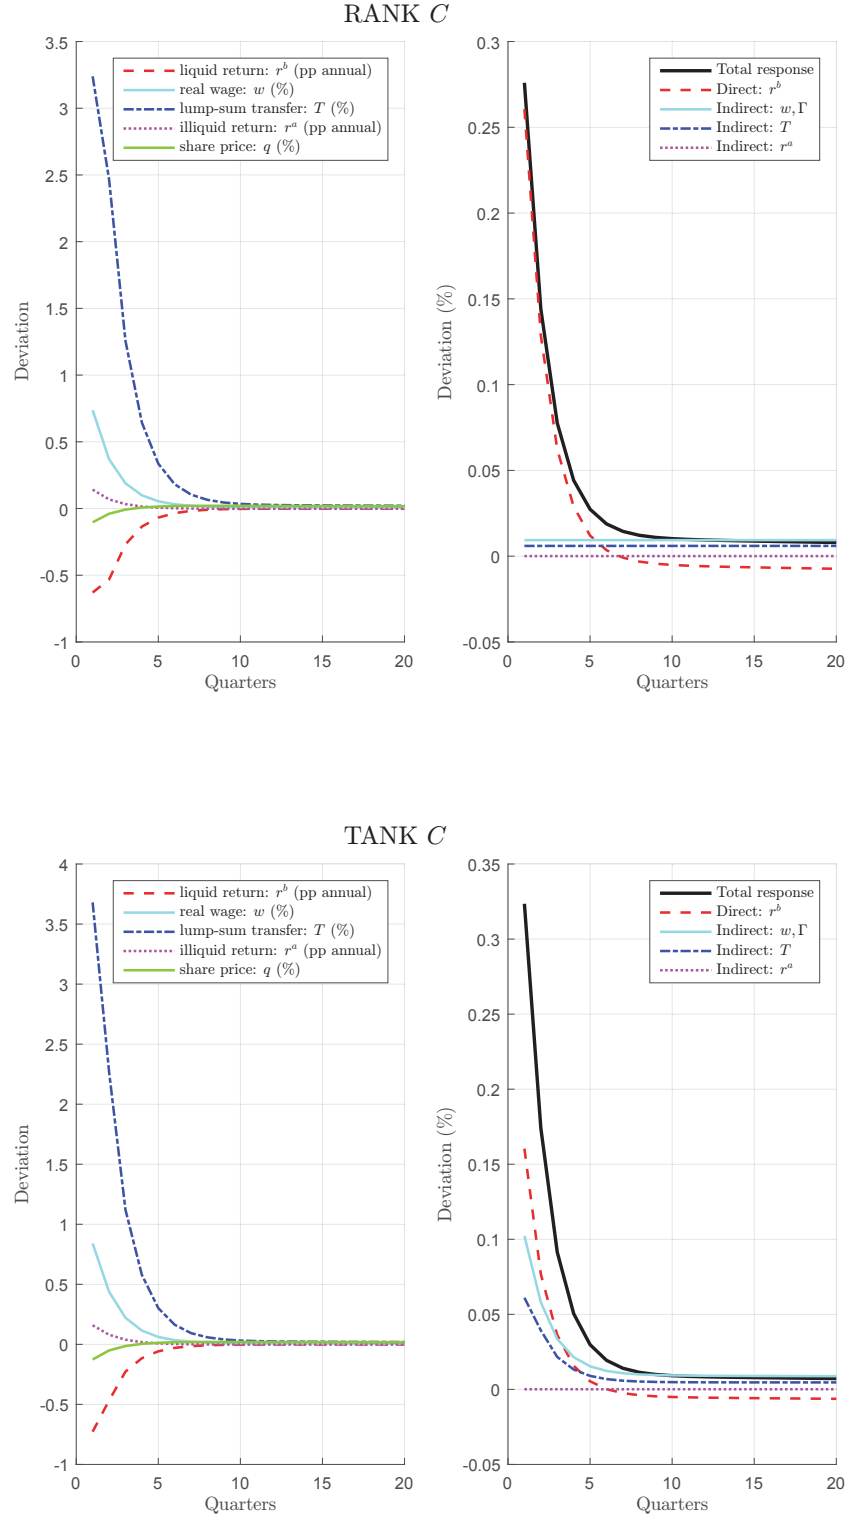 RANK C
3.5
3
2.5
2
1.5
1
0.5
0
-0.5
-1
Deviation
liquid return: r^b (pp annual)
real wage: w (%)
lump-sum transfer: T (%)
illiquid return: r^a (pp annual)
share price: q (%)
0 5 10 15 20
Quarters
0.3
0.25
0.2
0.15
0.1
0.05
0
-0.05
Deviation (%)
Total response
Direct: r^b
Indirect: w, Γ
Indirect: T
Indirect: r^a
0 5 10 15 20
Quarters
TANK C
4
3.5
3
2.5
2
1.5
1
0.5
0
-0.5
-1
Deviation
liquid return: r^b (pp annual)
real wage: w (%)
lump-sum transfer: T (%)
illiquid return: r^a (pp annual)
share price: q (%)
0 5 10 15 20
Quarters
0.35
0.3
0.25
0.2
0.15
0.1
0.05
0
-0.05
Deviation (%)
Total response
Direct: r^b
Indirect: w, Γ
Indirect: T
Indirect: r^a
0 5 10 15 20
Quarters